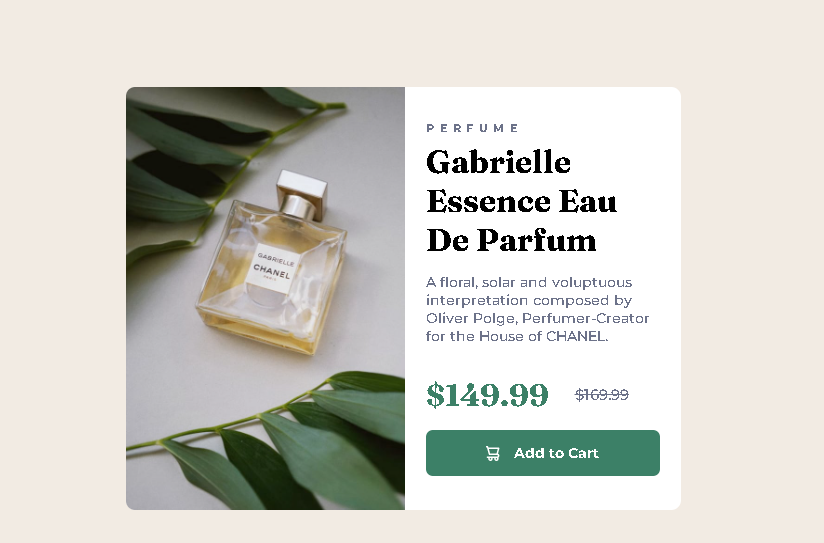 GABRIELLE
CHANEL
PARIS
PERFUME
Gabrielle
Essence Eau
De Parfum
A floral, solar and voluptuous
interpretation composed by
Oliver Polge, Perfumer-Creator
for the House of CHANEL.
$149.99 $169.99
Add to Cart